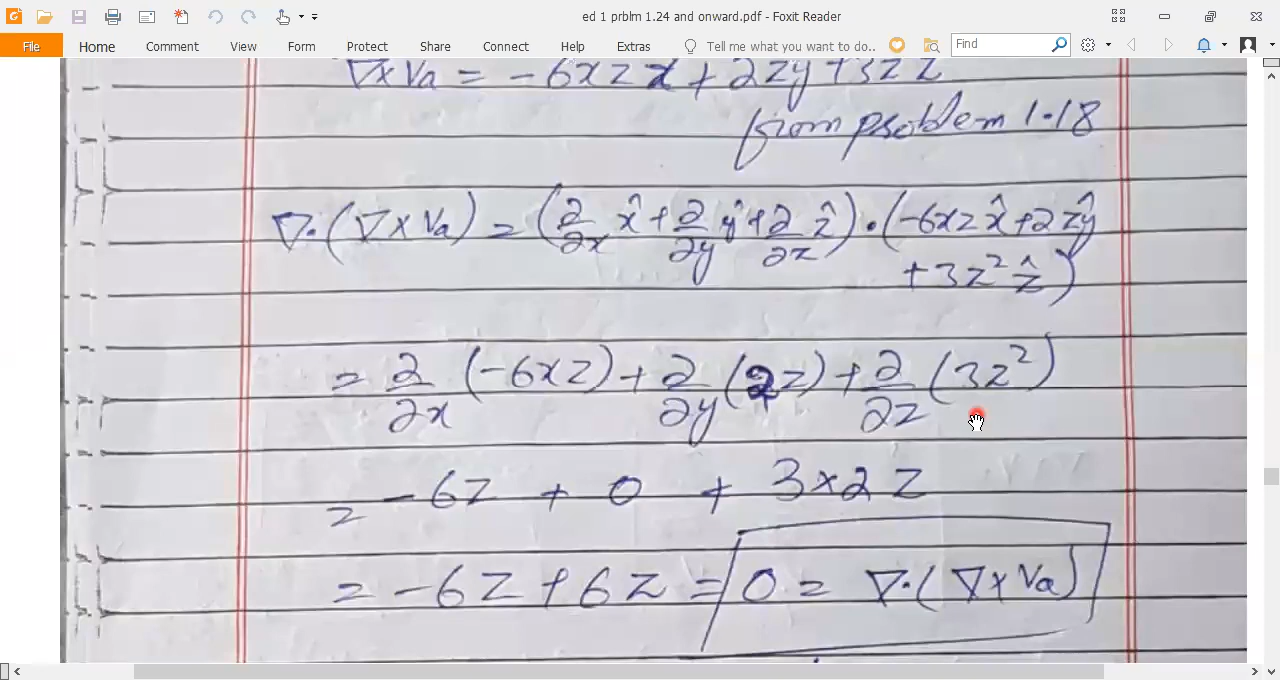 ed 1 prblm 1.24 and onward.pdf - Foxit Reader
File Home Comment View Form Protect Share Connect Help Extras Tell me what you want to do.. Find
∇×Va = -6xz x + 2zy + 3z z
from problem 1.18
∇·(∇×Va) = (∂/∂x x̂ + ∂/∂y ŷ + ∂/∂z ẑ)·(-6xz x̂ + 2z ŷ
+ 3z² ẑ)
= ∂/∂x (-6xz) + ∂/∂y (2z) + ∂/∂z (3z²)
= -6z + 0 + 3×2z
= -6z + 6z = 0 = ∇·(∇×Va)